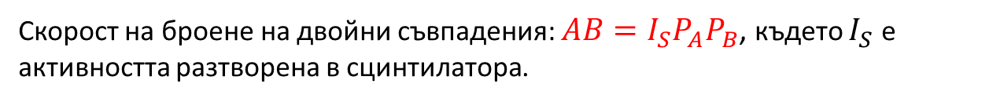 Скорост на броене на двойни съвпадения: $AB = I_S P_A P_B$, където $I_S$ е
активността разтворена в сцинтилатора.